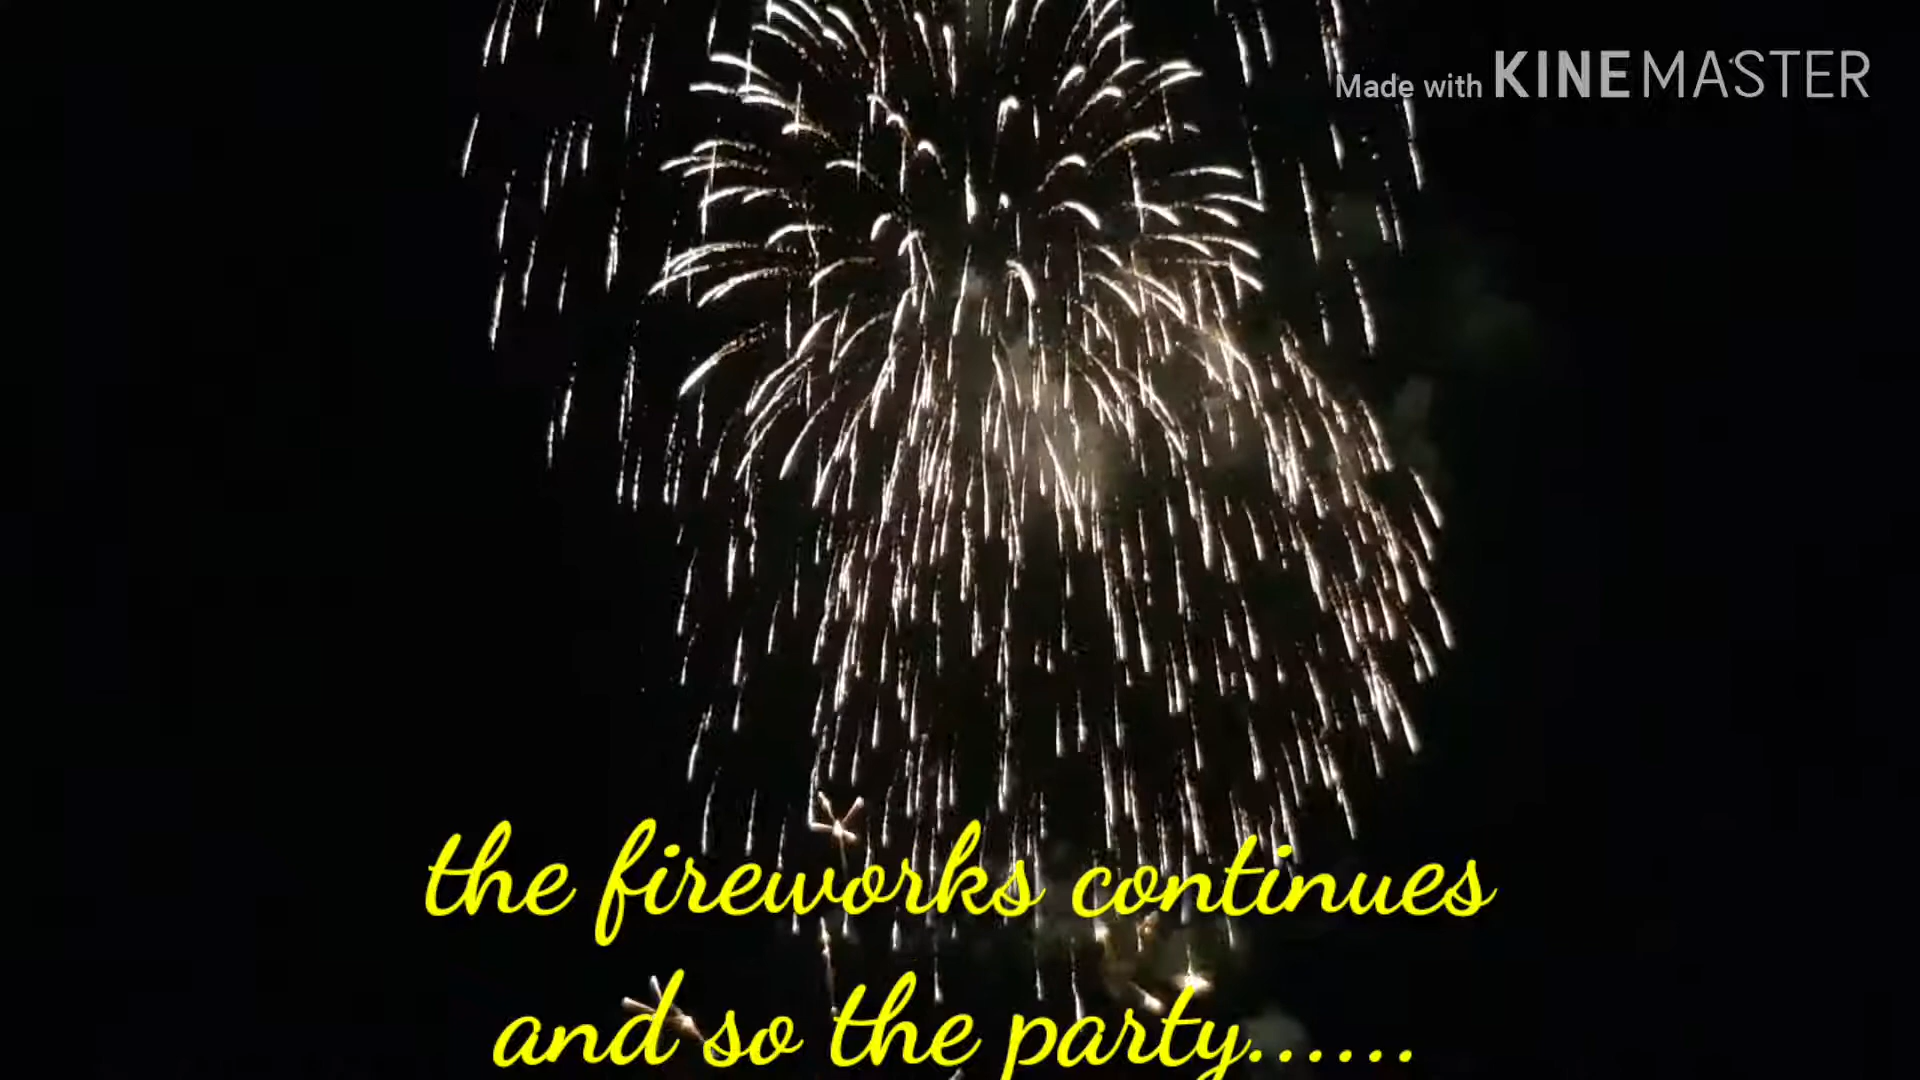 Made with KINEMASTER
the fireworks continues
and so the party......